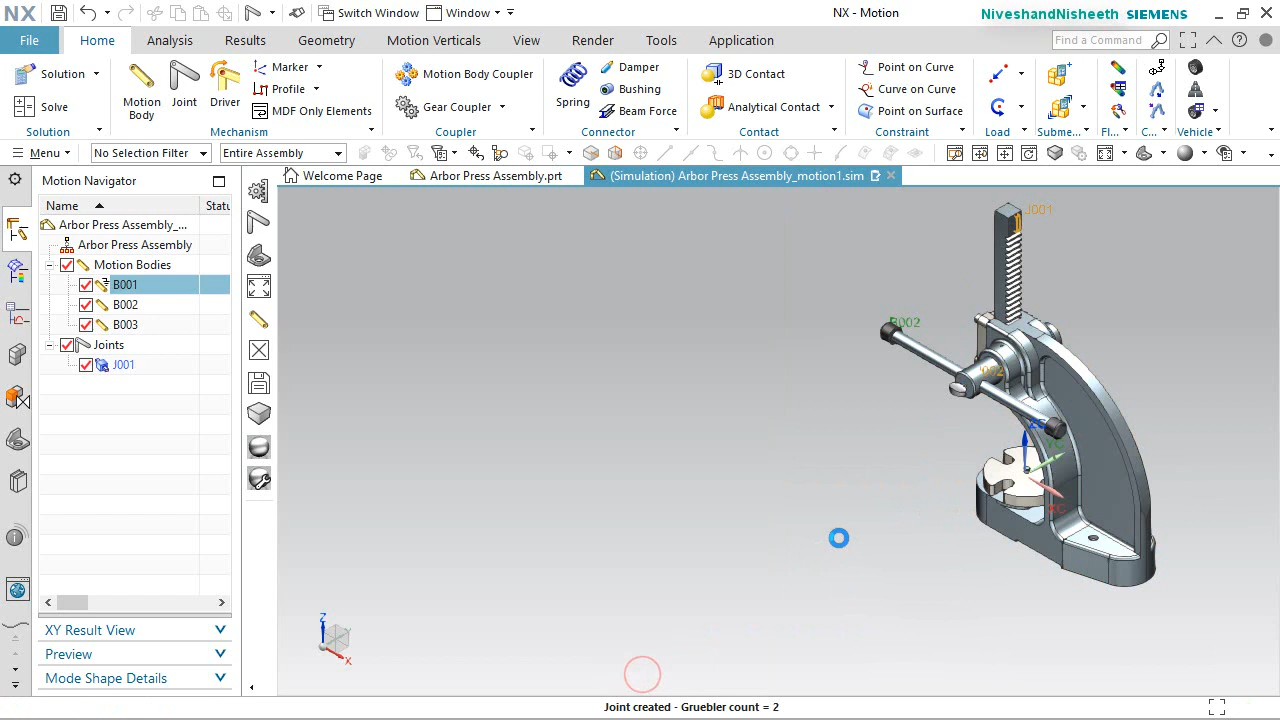 NX
Switch Window
Window
NX - Motion
NiveshandNisheeth SIEMENS
File
Home
Analysis
Results
Geometry
Motion Verticals
View
Render
Tools
Application
Find a Command
Solution
Solve
Solution
Motion Body
Joint
Driver
Marker
Profile
MDF Only Elements
Mechanism
Motion Body Coupler
Gear Coupler
Coupler
Spring
Damper
Bushing
Beam Force
Connector
3D Contact
Analytical Contact
Contact
Point on Curve
Curve on Curve
Point on Surface
Constraint
Load
Subme...
Fl...
C...
Vehicle
Menu
No Selection Filter
Entire Assembly
Motion Navigator
Welcome Page
Arbor Press Assembly.prt
(Simulation) Arbor Press Assembly_motion1.sim
Name
Statu
Arbor Press Assembly_...
Arbor Press Assembly
Motion Bodies
B001
B002
B003
Joints
J001
XY Result View
Preview
Mode Shape Details
J001
B002
J002
ZC
YC
XC
Z
Y
X
Joint created - Gruebler count = 2